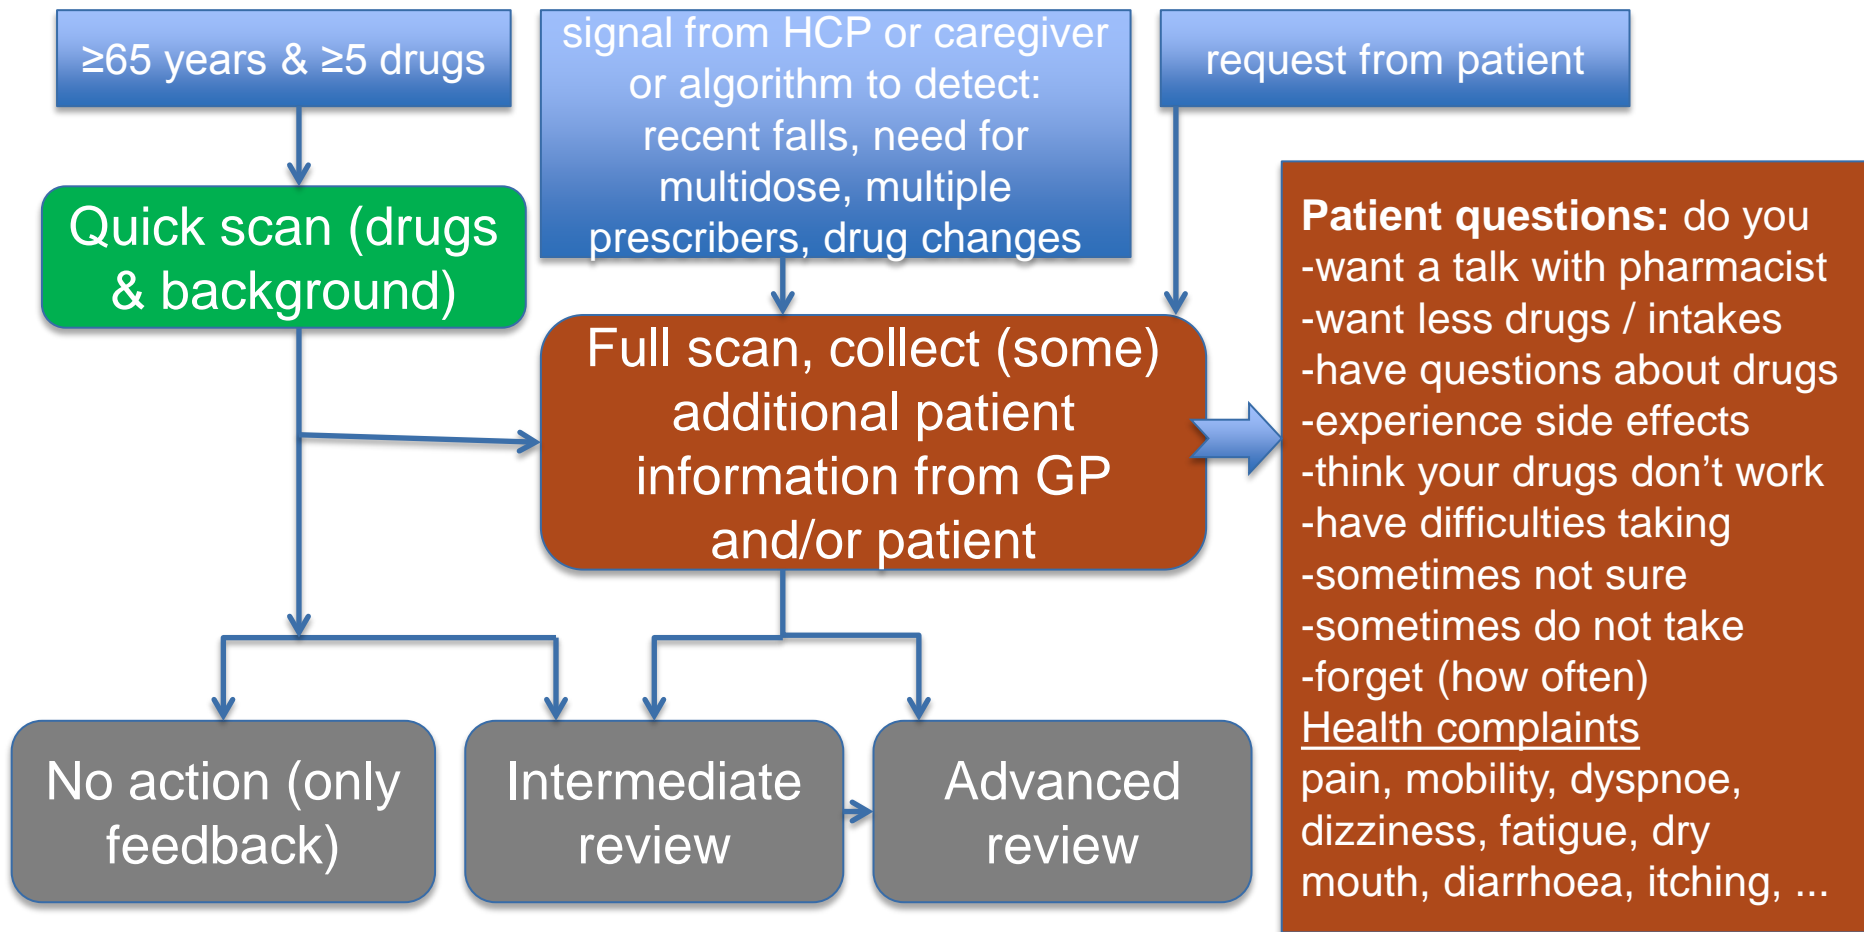 ≥65 years & ≥5 drugs
signal from HCP or caregiver
or algorithm to detect:
recent falls, need for
multidose, multiple
prescribers, drug changes
request from patient
Quick scan (drugs
& background)
Full scan, collect (some)
additional patient
information from GP
and/or patient
Patient questions: do you
-want a talk with pharmacist
-want less drugs / intakes
-have questions about drugs
-experience side effects
-think your drugs don’t work
-have difficulties taking
-sometimes not sure
-sometimes do not take
-forget (how often)
Health complaints
pain, mobility, dyspnoe,
dizziness, fatigue, dry
mouth, diarrhoea, itching, ...
No action (only
feedback)
Intermediate
review
Advanced
review